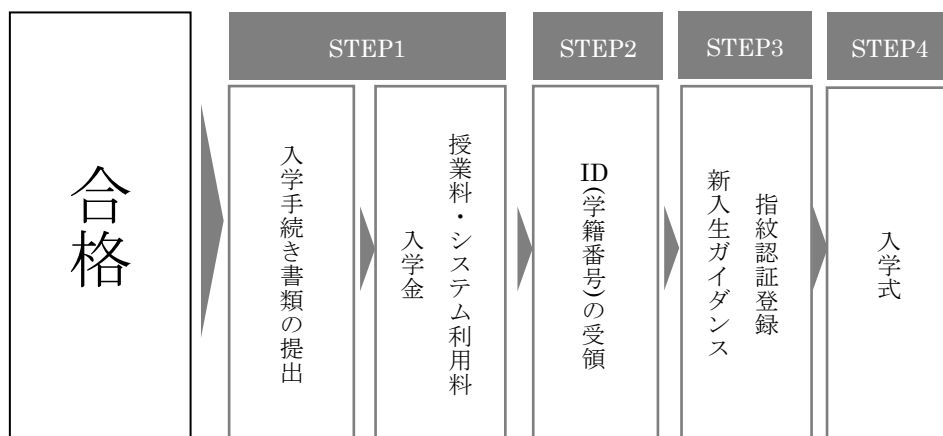 合格
STEP1
入学手続き書類の提出
授業料・システム利用料
入学金
STEP2
ID(学籍番号)の受領
STEP3
指紋認証登録
新入生ガイダンス
STEP4
入学式